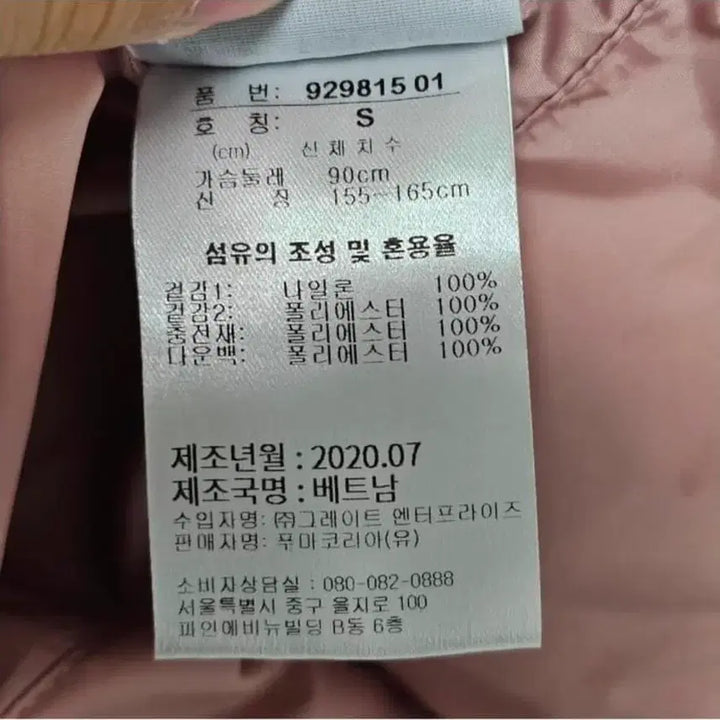 품 번: 929815 01
호 칭: S
(cm) 신체치수
가슴둘레 90cm
신 장 155~165cm
섬유의 조성 및 혼용율
겉감1: 나일론 100%
겉감2: 폴리에스터 100%
충전재: 폴리에스터 100%
다운백: 폴리에스터 100%
제조년월 : 2020.07
제조국명 : 베트남
수입자명: ㈜그레이트 엔터프라이즈
판매자명: 푸마코리아(유)
소비자상담실 : 080-082-0888
서울특별시 중구 을지로 100
파인에비뉴빌딩 B동 6층